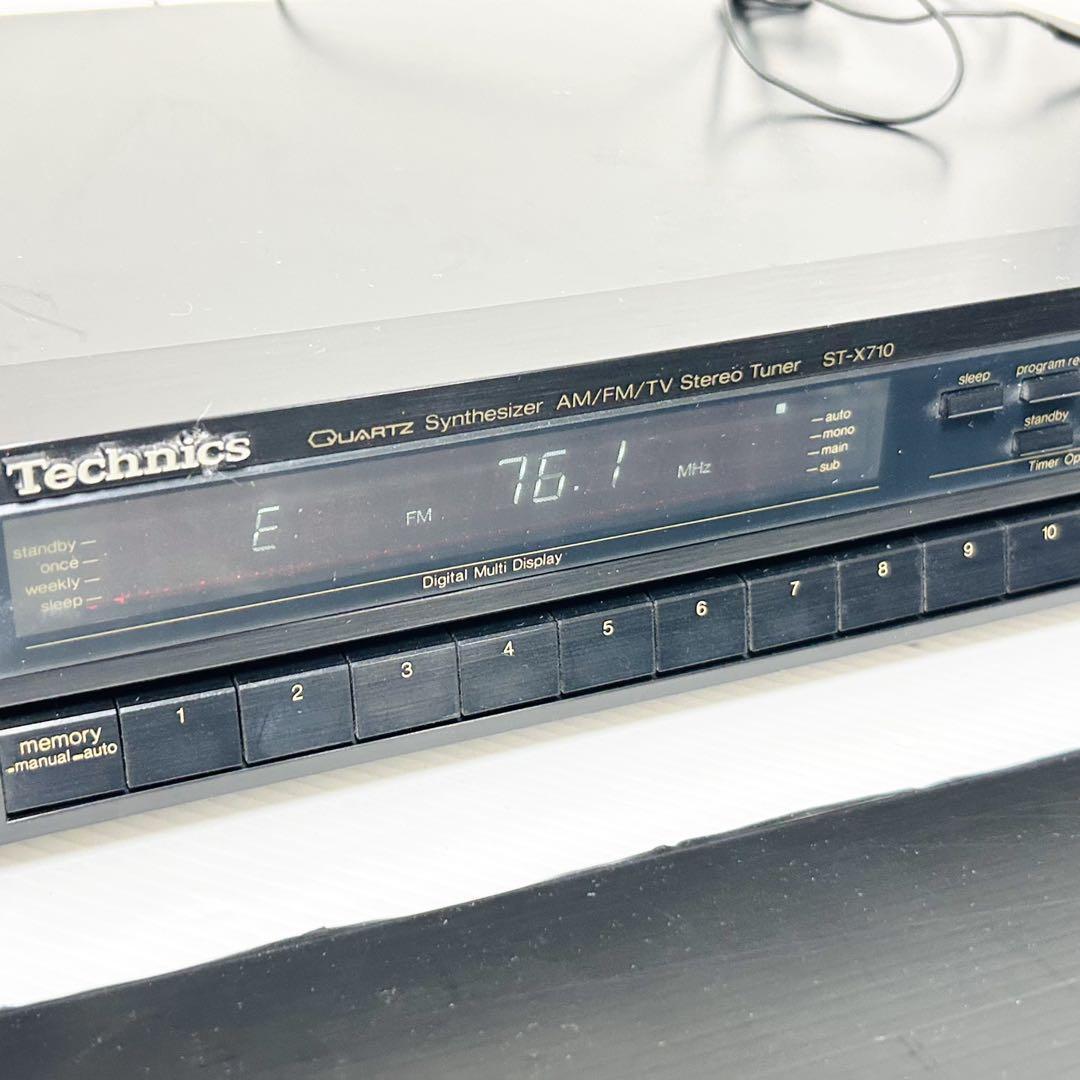 Technics
QUARTZ Synthesizer AM/FM/TV Stereo Tuner ST-X710
sleep
program
standby
Timer
standby
once
weekly
sleep
E FM 76.1 MHz
auto
mono
main
sub
Digital Multi Display
memory
manual auto
1 2 3 4 5 6 7 8 9 10